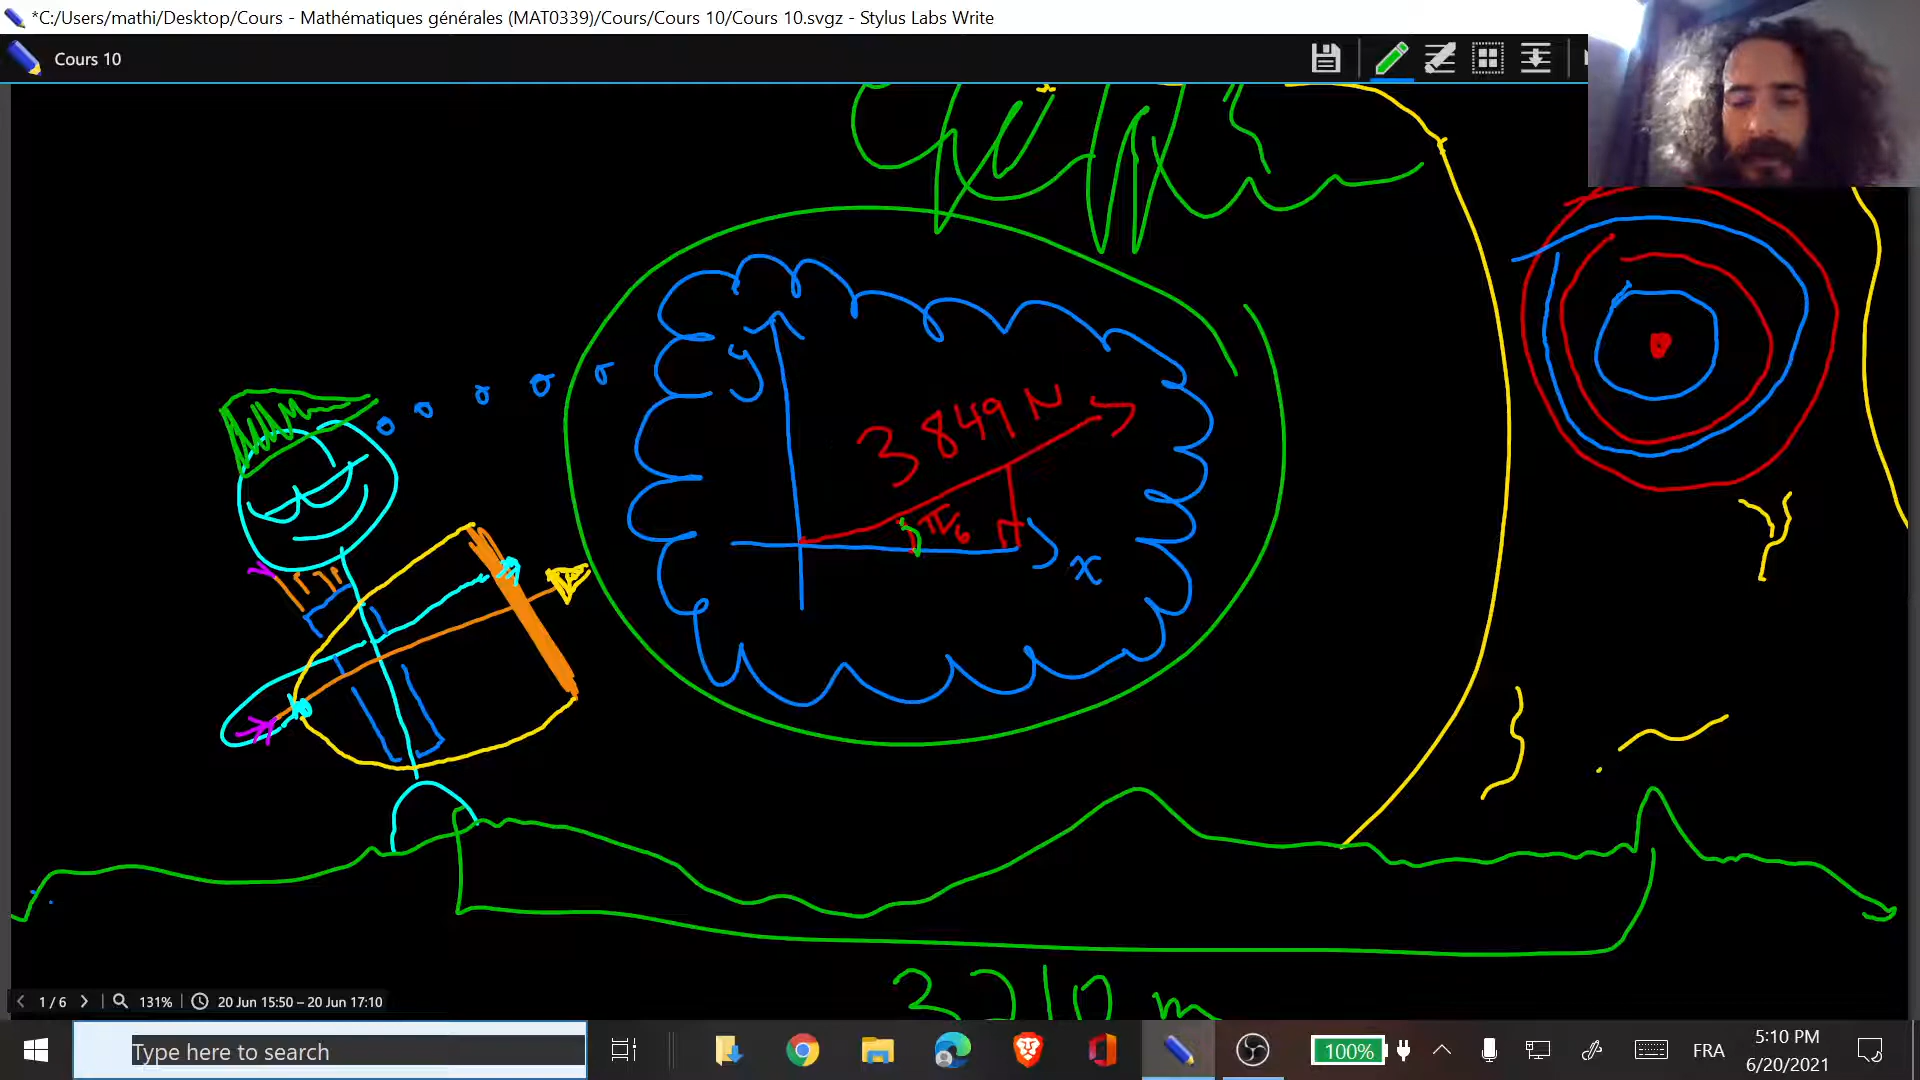 *C:/Users/mathi/Desktop/Cours - Mathématiques générales (MAT0339)/Cours/Cours 10/Cours 10.svgz - Stylus Labs Write
Cours 10
y
3849 N
π/6
x
1 / 6
131%
20 Jun 15:50 – 20 Jun 17:10
Type here to search
100%
FRA
5:10 PM
6/20/2021